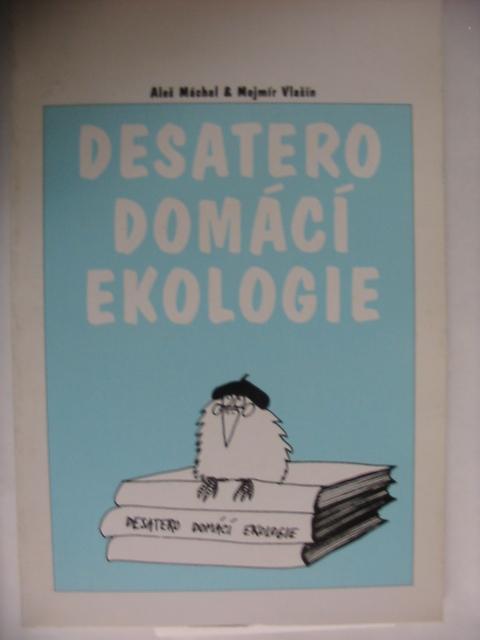 Aleš Máchal & Mojmír Vlašín
DESATERO
DOMÁCÍ
EKOLOGIE
DESATERO DOMÁCÍ EKOLOGIE